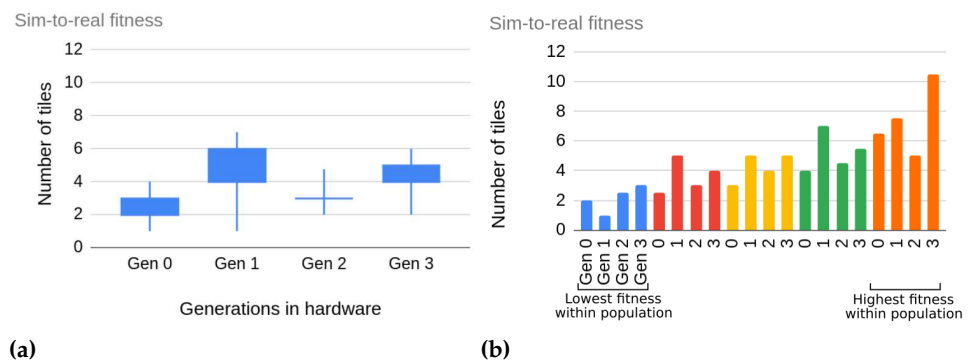 Sim-to-real fitness
12
10
8
6
4
2
0
Number of tiles
Gen 0 Gen 1 Gen 2 Gen 3
Generations in hardware
(a)
Sim-to-real fitness
12
10
8
6
4
2
0
Number of tiles
Gen 0 Gen 1 Gen 2 Gen 3 0 1 2 3 0 1 2 3 0 1 2 3 0 1 2 3
Lowest fitness
within population
Highest fitness
within population
(b)